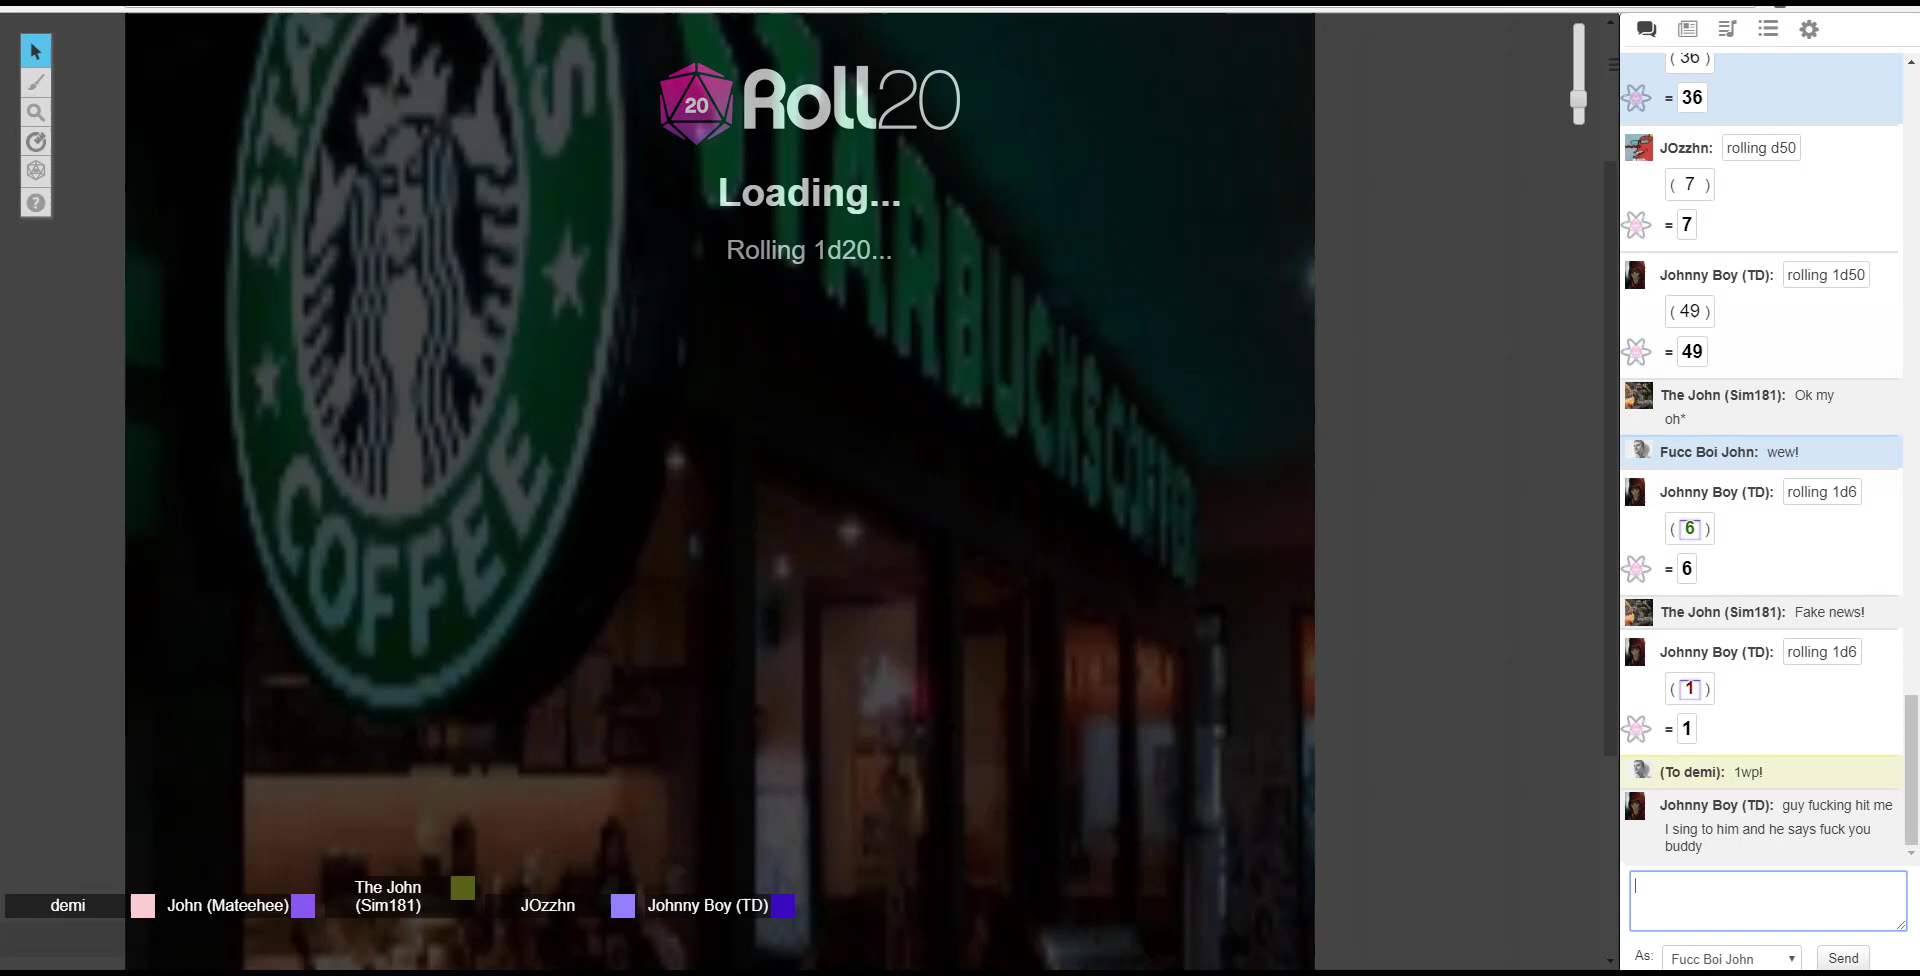 STARBUCKS
COFFEE
20 Roll20
Loading...
Rolling 1d20...
STARBUCKS COFFEE
demi
John (Mateehee)
The John
(Sim181)
JOzzhn
Johnny Boy (TD)
( 36 )
= 36
JOzzhn: rolling d50
( 7 )
= 7
Johnny Boy (TD): rolling 1d50
( 49 )
= 49
The John (Sim181): Ok my
oh*
Fucc Boi John: wew!
Johnny Boy (TD): rolling 1d6
( 6 )
= 6
The John (Sim181): Fake news!
Johnny Boy (TD): rolling 1d6
( 1 )
= 1
(To demi): 1wp!
Johnny Boy (TD): guy fucking hit me
I sing to him and he says fuck you
buddy
As: Fucc Boi John Send